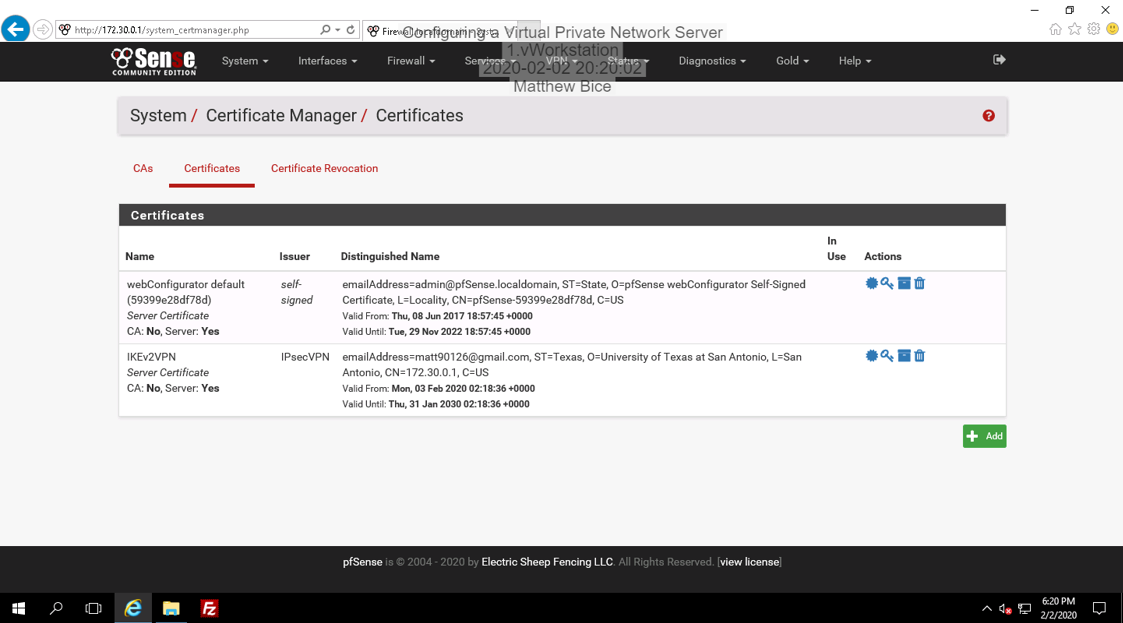 http://172.30.0.1/system_certmanager.php
Configuring a Virtual Private Network Server
1.vWorkstation
2020-02-02 20:20:02
Matthew Bice
Sense
COMMUNITY EDITION
System Interfaces Firewall Services VPN Status Diagnostics Gold Help
System / Certificate Manager / Certificates
CAs Certificates Certificate Revocation
Certificates
In
Name Issuer Distinguished Name Use Actions
webConfigurator default self- emailAddress=admin@pfSense.localdomain, ST=State, O=pfSense webConfigurator Self-Signed
(59399e28df78d) signed Certificate, L=Locality, CN=pfSense-59399e28df78d, C=US
Server Certificate Valid From: Thu, 08 Jun 2017 18:57:45 +0000
CA: No, Server: Yes Valid Until: Tue, 29 Nov 2022 18:57:45 +0000
IKEv2VPN IPsecVPN emailAddress=matt90126@gmail.com, ST=Texas, O=University of Texas at San Antonio, L=San
Server Certificate Antonio, CN=172.30.0.1, C=US
CA: No, Server: Yes Valid From: Mon, 03 Feb 2020 02:18:36 +0000
Valid Until: Thu, 31 Jan 2030 02:18:36 +0000
Add
pfSense is © 2004 - 2020 by Electric Sheep Fencing LLC. All Rights Reserved. [view license]
6:20 PM
2/2/2020